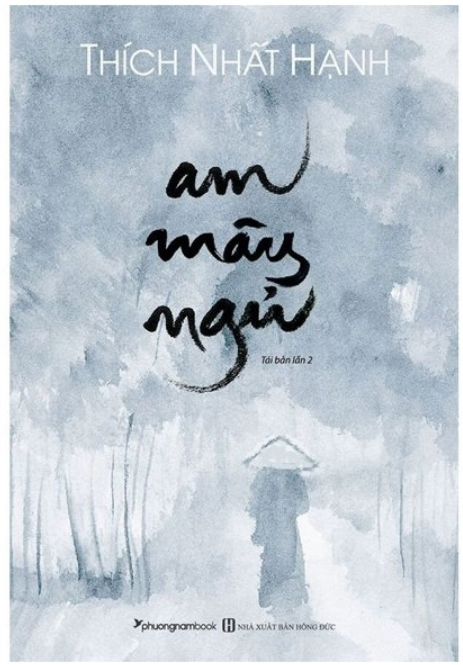 THÍCH NHẤT HẠNH
am
mây
ngủ
Tái bản lần 2
phuongnambook H NHÀ XUẤT BẢN HỒNG ĐỨC